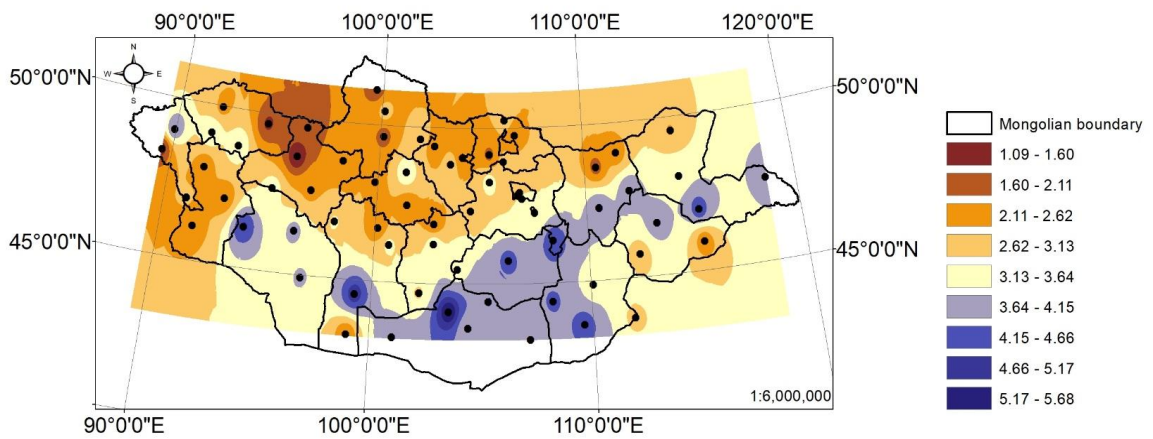 90°0'0"E 100°0'0"E 110°0'0"E 120°0'0"E
50°0'0"N
50°0'0"N
N
W
E
S
45°0'0"N
45°0'0"N
1:6,000,000
90°0'0"E 100°0'0"E 110°0'0"E
Mongolian boundary
1.09 - 1.60
1.60 - 2.11
2.11 - 2.62
2.62 - 3.13
3.13 - 3.64
3.64 - 4.15
4.15 - 4.66
4.66 - 5.17
5.17 - 5.68